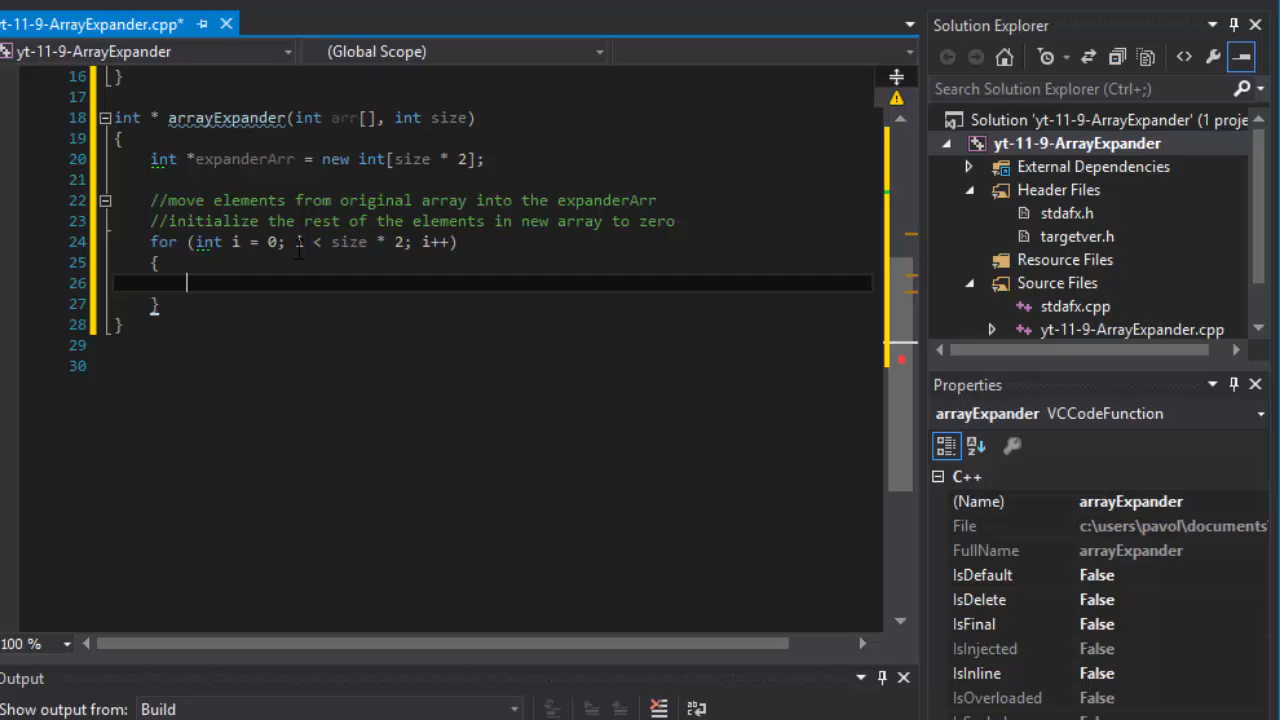 yt-11-9-ArrayExpander.cpp*
yt-11-9-ArrayExpander
(Global Scope)
16 }
17
18 int * arrayExpander(int arr[], int size)
19 {
20 int *expanderArr = new int[size * 2];
21
22 //move elements from original array into the expanderArr
23 //initialize the rest of the elements in new array to zero
24 for (int i = 0; i < size * 2; i++)
25 {
26
27 }
28 }
29
30
100 %
Output
Show output from: Build
Solution Explorer
Search Solution Explorer (Ctrl+;)
Solution 'yt-11-9-ArrayExpander' (1 proje
yt-11-9-ArrayExpander
External Dependencies
Header Files
stdafx.h
targetver.h
Resource Files
Source Files
stdafx.cpp
yt-11-9-ArrayExpander.cpp
Properties
arrayExpander VCCodeFunction
C++
(Name) arrayExpander
File c:\users\pavol\documents
FullName arrayExpander
IsDefault False
IsDelete False
IsFinal False
IsInjected False
IsInline False
IsOverloaded False